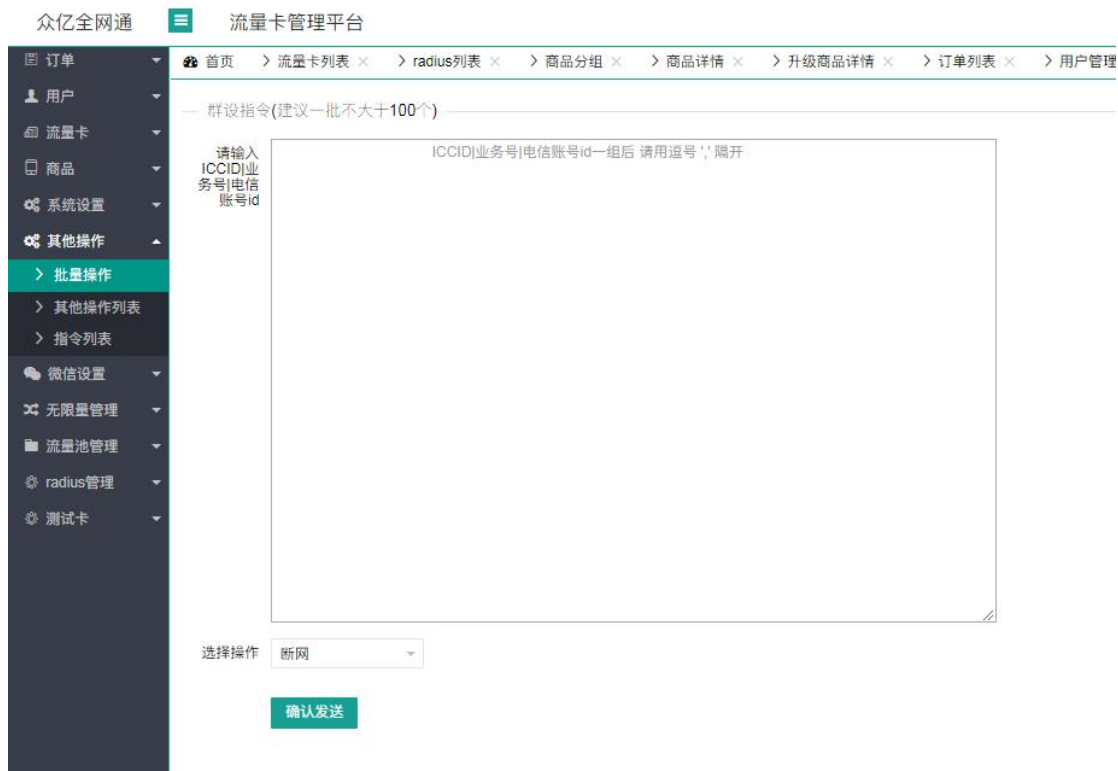 众亿全网通
流量卡管理平台
订单
用户
流量卡
商品
系统设置
其他操作
批量操作
其他操作列表
指令列表
微信设置
无限量管理
流量池管理
radius管理
测试卡
首页 流量卡列表 radius列表 商品分组 商品详情 升级商品详情 订单列表 用户管理
群设指令(建议一批不大于100个)
请输入
ICCID|业
务号|电信
账号id
ICCID|业务号|电信账号id一组后 请用逗号 ',' 隔开
选择操作
断网
确认发送